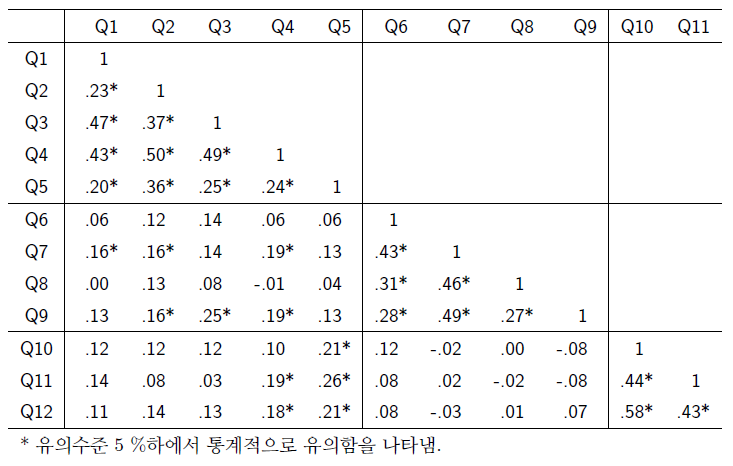 Q1 Q2 Q3 Q4 Q5 Q6 Q7 Q8 Q9 Q10 Q11
Q1 1
Q2 .23* 1
Q3 .47* .37* 1
Q4 .43* .50* .49* 1
Q5 .20* .36* .25* .24* 1
Q6 .06 .12 .14 .06 .06 1
Q7 .16* .16* .14 .19* .13 .43* 1
Q8 .00 .13 .08 -.01 .04 .31* .46* 1
Q9 .13 .16* .25* .19* .13 .28* .49* .27* 1
Q10 .12 .12 .12 .10 .21* .12 -.02 .00 -.08 1
Q11 .14 .08 .03 .19* .26* .08 .02 -.02 -.08 .44* 1
Q12 .11 .14 .13 .18* .21* .08 -.03 .01 .07 .58* .43*
* 유의수준 5 %하에서 통계적으로 유의함을 나타냄.